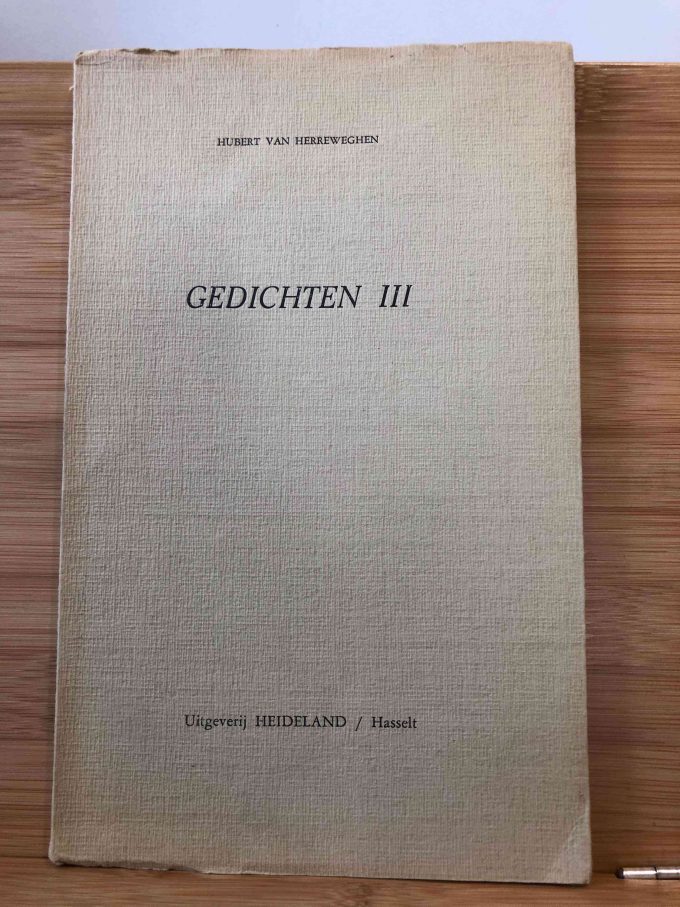 HUBERT VAN HERREWEGHEN
GEDICHTEN III
Uitgeverij HEIDELAND / Hasselt